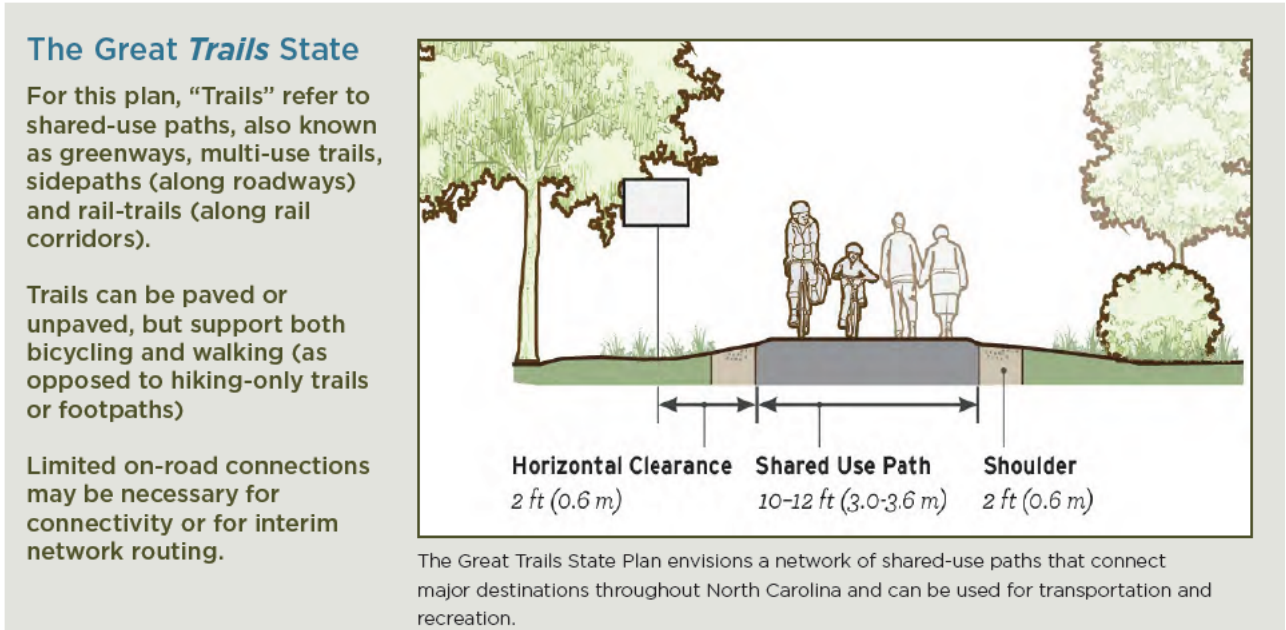 The Great Trails State
For this plan, “Trails” refer to
shared-use paths, also known
as greenways, multi-use trails,
sidepaths (along roadways)
and rail-trails (along rail
corridors).
Trails can be paved or
unpaved, but support both
bicycling and walking (as
opposed to hiking-only trails
or footpaths)
Limited on-road connections
may be necessary for
connectivity or for interim
network routing.
Horizontal Clearance
2 ft (0.6 m)
Shared Use Path
10–12 ft (3.0-3.6 m)
Shoulder
2 ft (0.6 m)
The Great Trails State Plan envisions a network of shared-use paths that connect
major destinations throughout North Carolina and can be used for transportation and
recreation.